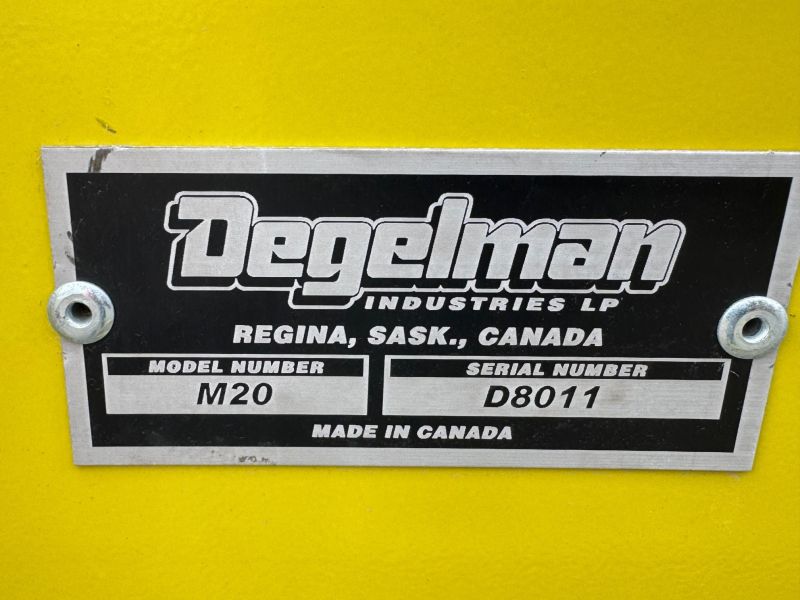 Degelman
INDUSTRIES LP
REGINA, SASK., CANADA
MODEL NUMBER
M20
SERIAL NUMBER
D8011
MADE IN CANADA